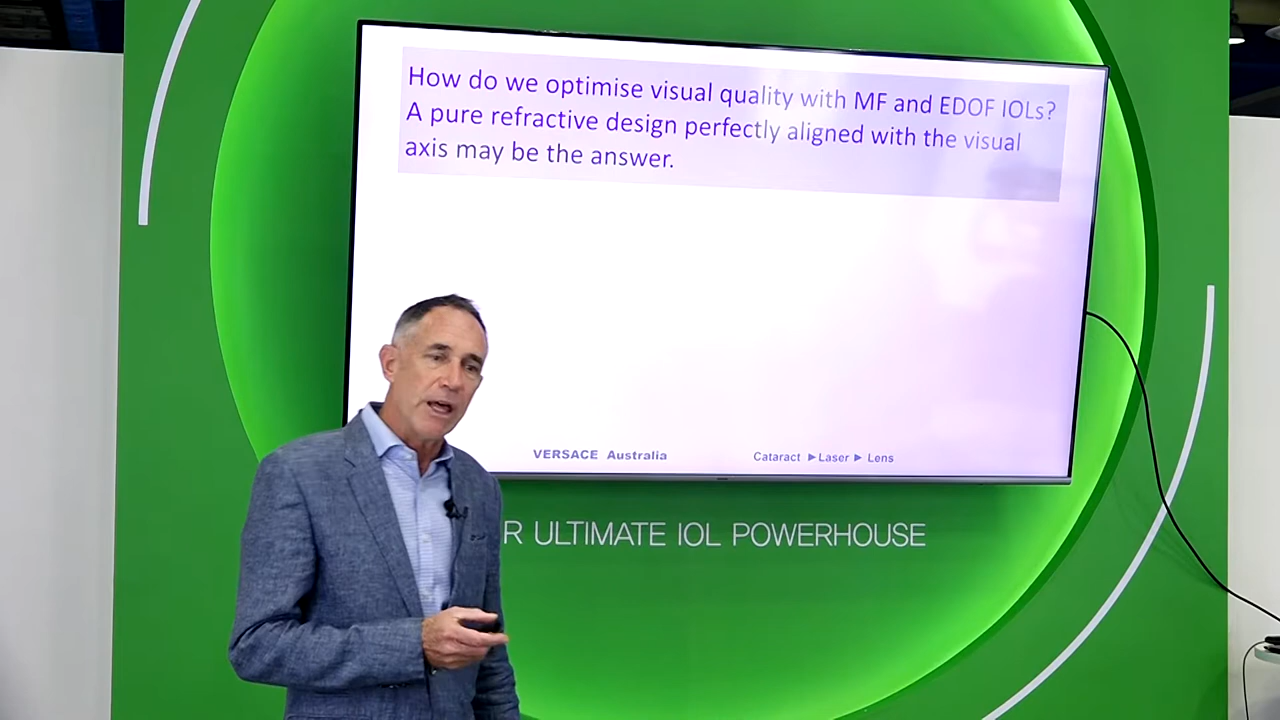 How do we optimise visual quality with MF and EDOF IOLs?
A pure refractive design perfectly aligned with the visual
axis may be the answer.
VERSACE Australia
Cataract ►Laser ► Lens
R ULTIMATE IOL POWERHOUSE